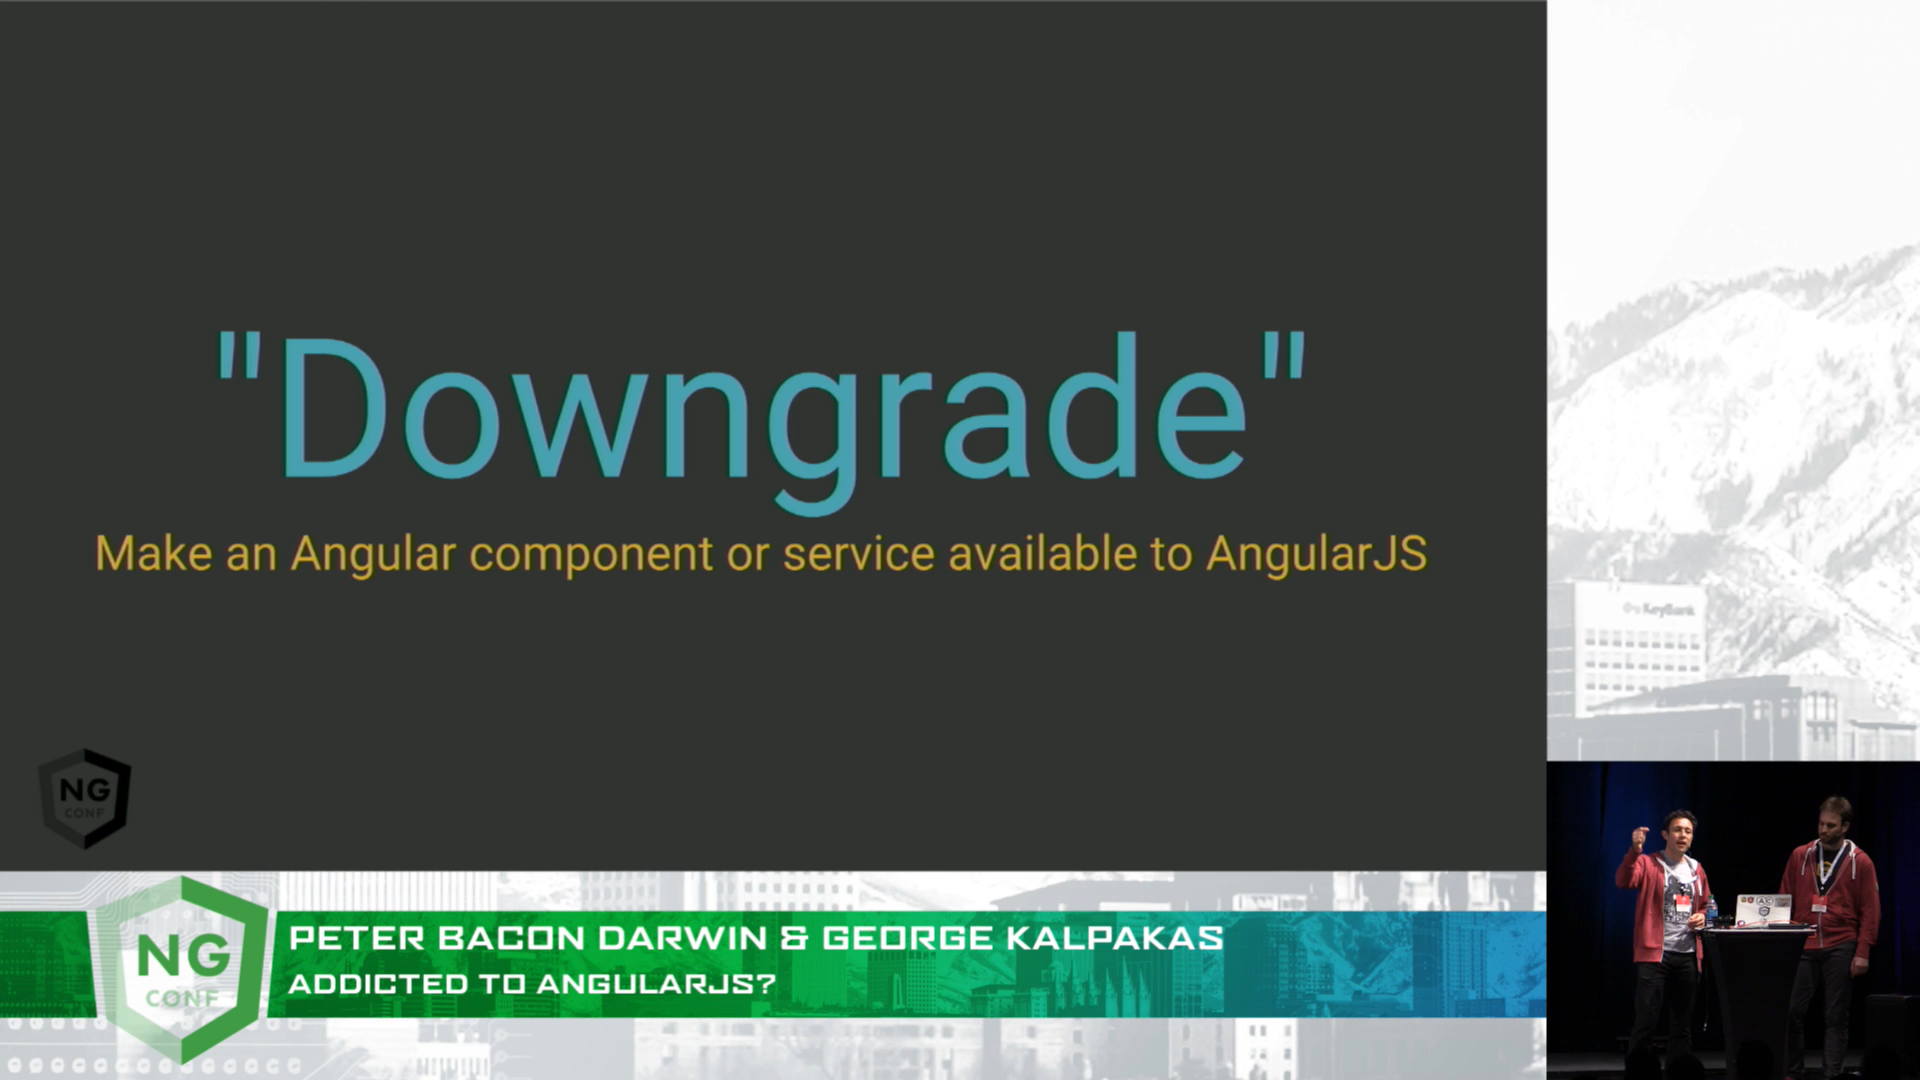 "Downgrade"
Make an Angular component or service available to AngularJS
KeyBank
NG
CONF
NG
CONF
PETER BACON DARWIN & GEORGE KALPAKAS
ADDICTED TO ANGULARJS?